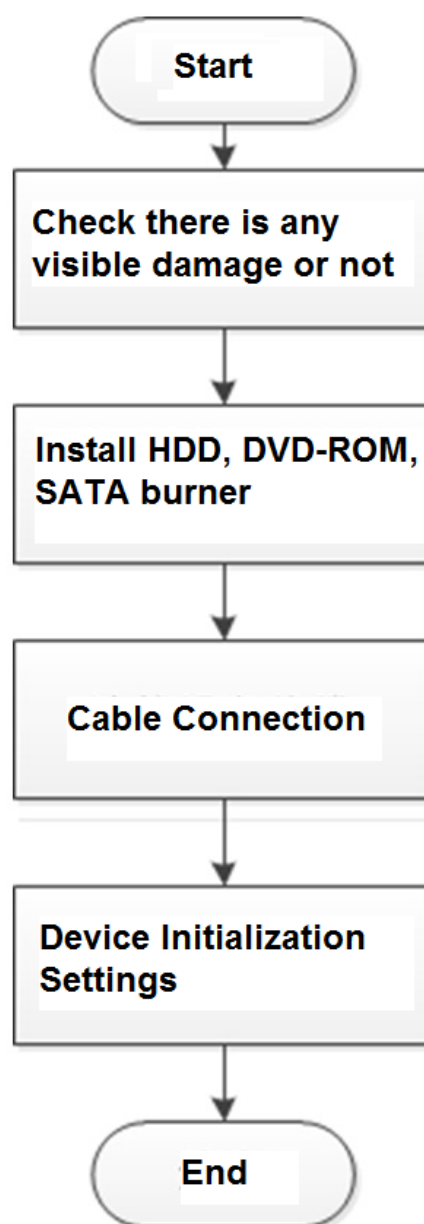 Start
Check there is any
visible damage or not
Install HDD, DVD-ROM,
SATA burner
Cable Connection
Device Initialization
Settings
End